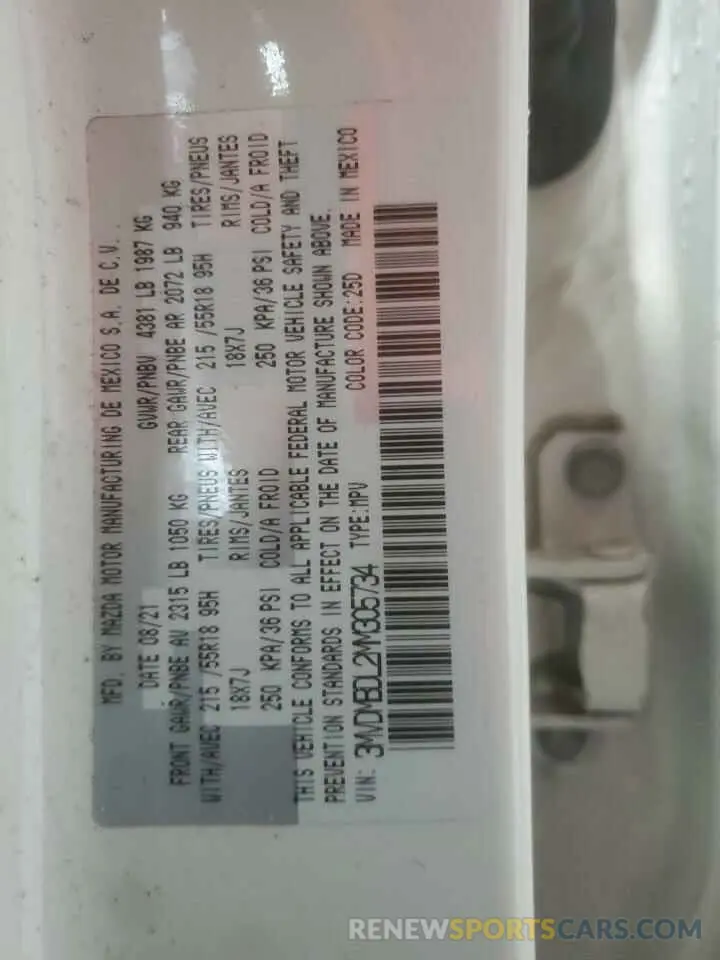 MFD. BY MAZDA MOTOR MANUFACTURING DE MEXICO S.A. DE C.V.
DATE 08/21 GVWR/PNBV 4381 LB 1987 KG
FRONT GAWR/PNBE AV 2315 LB 1050 KG REAR GAWR/PNBE AR 2072 LB 940 KG
WITH/AVEC 215 /55R18 95H TIRES/PNEUS WITH/AVEC 215 /55R18 95H TIRES/PNEUS
18X7J RIMS/JANTES 18X7J RIMS/JANTES
250 KPA/36 PSI COLD/A FROID 250 KPA/36 PSI COLD/A FROID
THIS VEHICLE CONFORMS TO ALL APPLICABLE FEDERAL MOTOR VEHICLE SAFETY AND THEFT
PREVENTION STANDARDS IN EFFECT ON THE DATE OF MANUFACTURE SHOWN ABOVE.
VIN: 3MVDMBDL2MM305734 TYPE:MPV COLOR CODE:25D MADE IN MEXICO
RENEWSPORTSCARS.COM